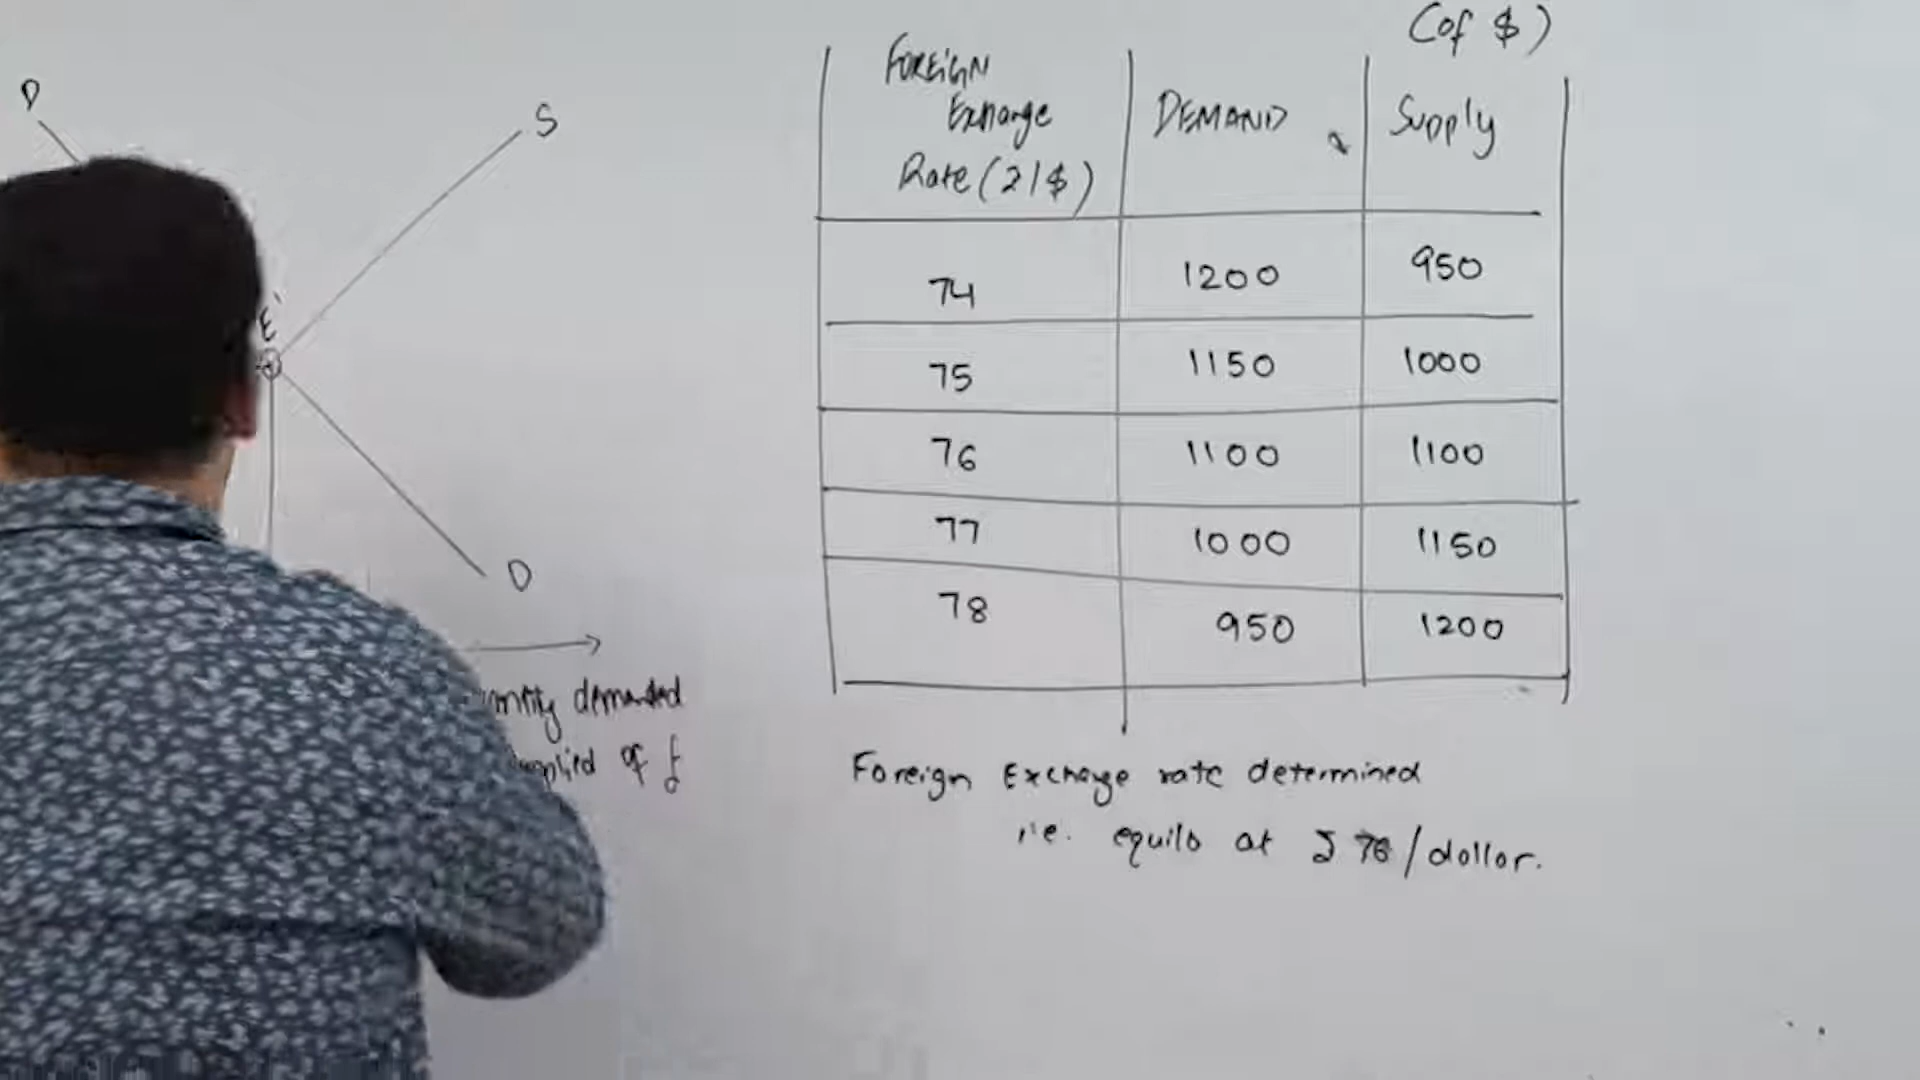 D
S
E
D
demanded
of £
(of $)
FOREIGN
Exhange
Rate (₹/$)
DEMAND
Supply
74 1200 950
75 1150 1000
76 1100 1100
77 1000 1150
78 950 1200
Foreign Exchange rate determined
i.e. equilb at ₹ 76/dollar.